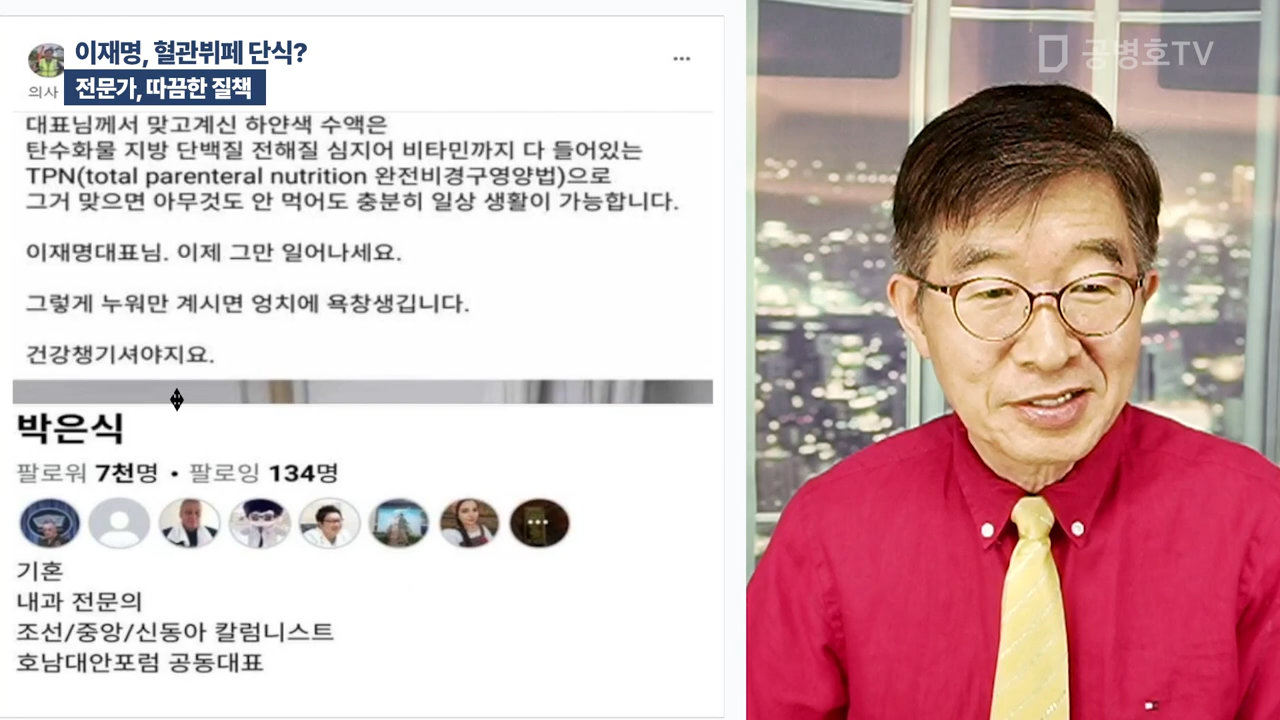 이재명, 혈관뷔페 단식?
전문가, 따끔한 질책
의사
대표님께서 맞고계신 하얀색 수액은
탄수화물 지방 단백질 전해질 심지어 비타민까지 다 들어있는
TPN(total parenteral nutrition 완전비경구영양법)으로
그거 맞으면 아무것도 안 먹어도 충분히 일상 생활이 가능합니다.
이재명대표님. 이제 그만 일어나세요.
그렇게 누워만 계시면 엉치에 욕창생깁니다.
건강챙기셔야지요.
박은식
팔로워 7천명 • 팔로잉 134명
기혼
내과 전문의
조선/중앙/신동아 칼럼니스트
호남대안포럼 공동대표
공병호TV